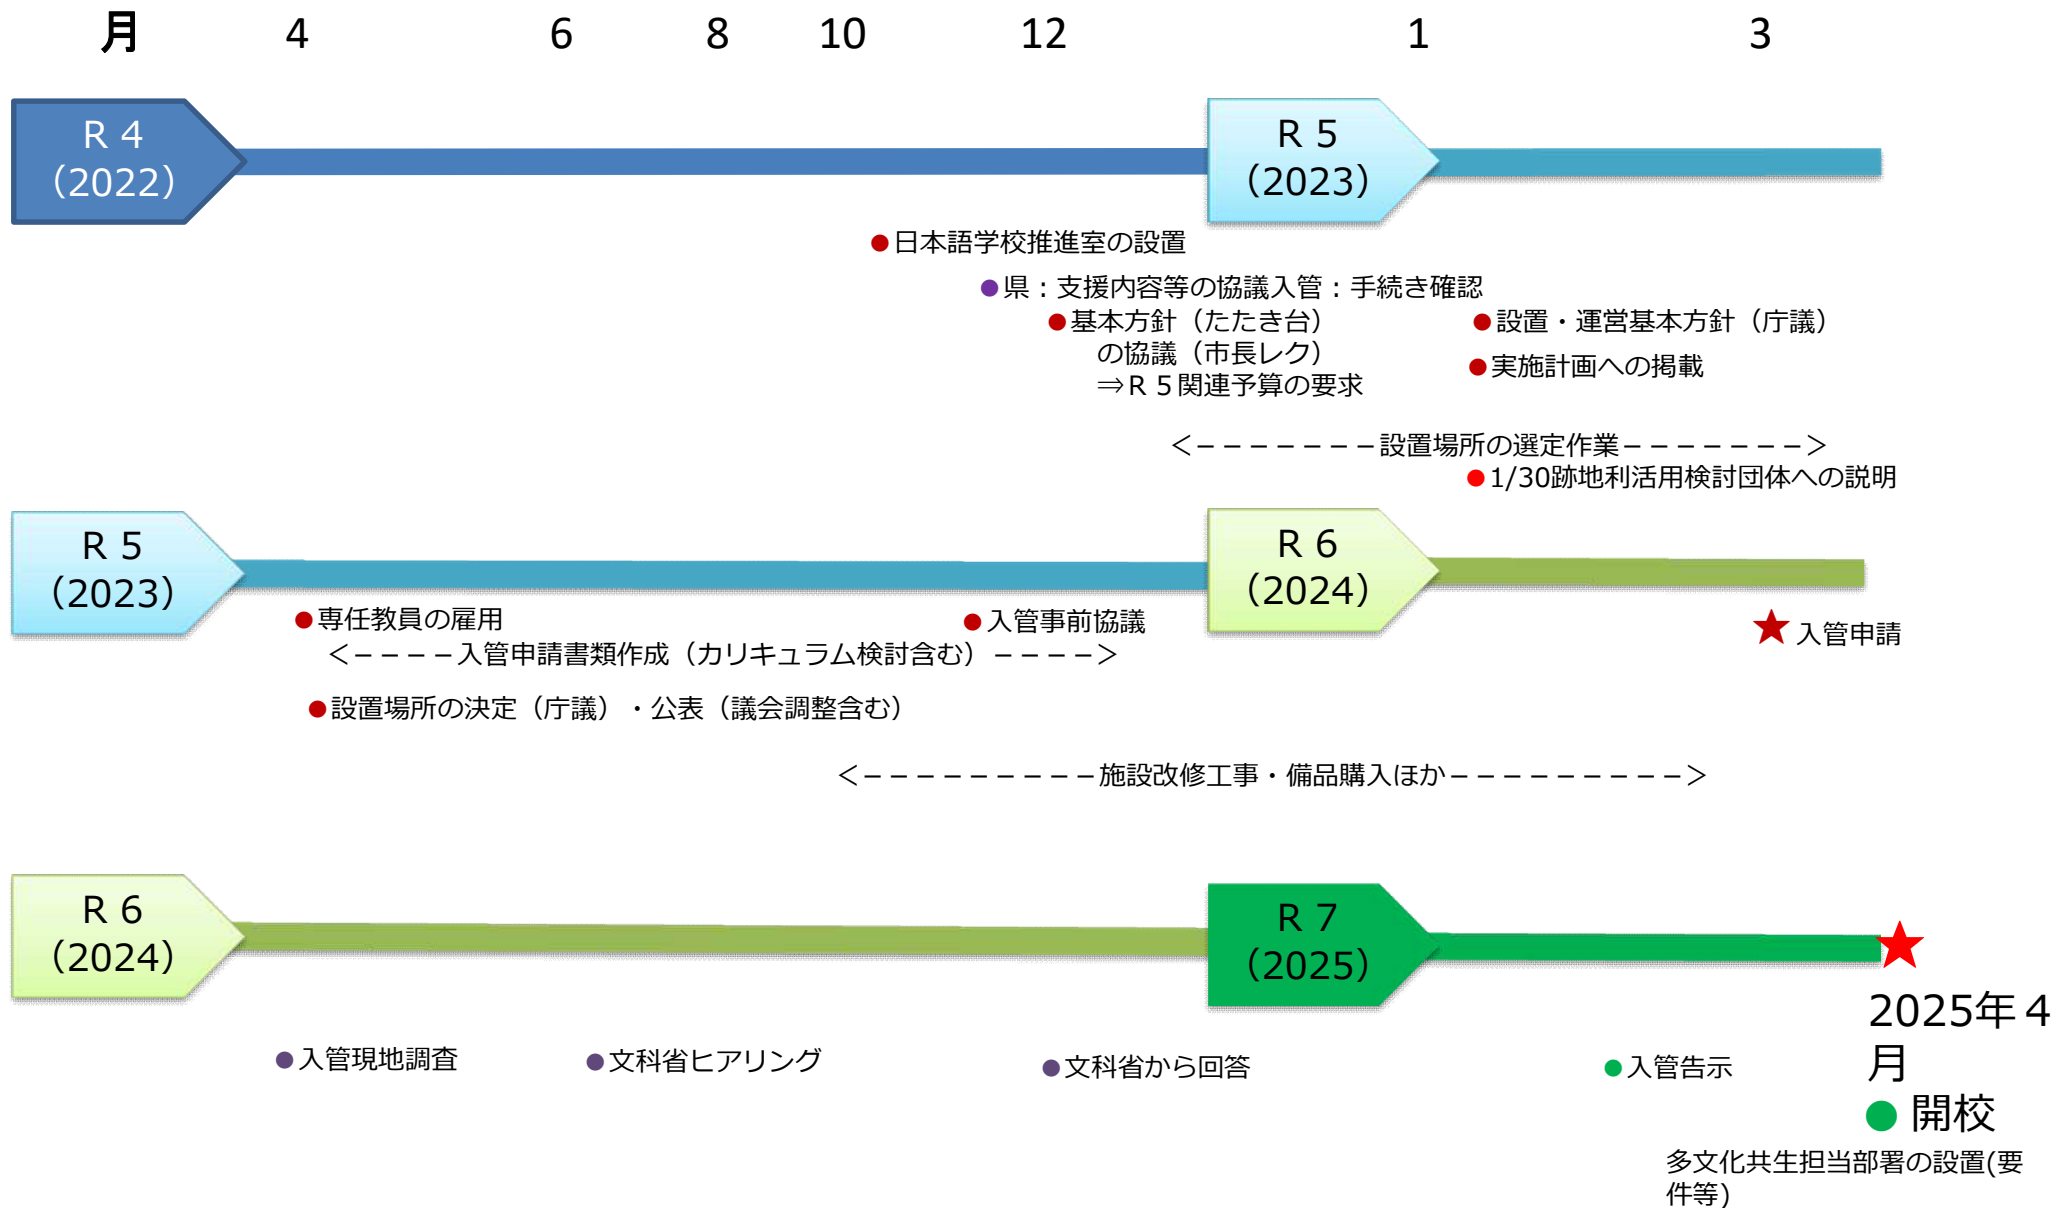 月 4 6 8 10 12 1 3
Ｒ４
（2022）
Ｒ５
（2023）
●日本語学校推進室の設置
●県：支援内容等の協議入管：手続き確認
●基本方針（たたき台）
の協議（市長レク）
⇒Ｒ５関連予算の要求
●設置・運営基本方針（庁議）
●実施計画への掲載
＜－－－－－－－設置場所の選定作業－－－－－－－＞
●1/30跡地利活用検討団体への説明
Ｒ５
（2023）
Ｒ６
（2024）
●専任教員の雇用
●入管事前協議
★ 入管申請
＜－－－－入管申請書類作成（カリキュラム検討含む）－－－－＞
●設置場所の決定（庁議）・公表（議会調整含む）
＜－－－－－－－－－施設改修工事・備品購入ほか－－－－－－－－－＞
Ｒ６
（2024）
Ｒ７
（2025）
●入管現地調査
●文科省ヒアリング
●文科省から回答
●入管告示
2025年４
月
● 開校
多文化共生担当部署の設置(要
件等)